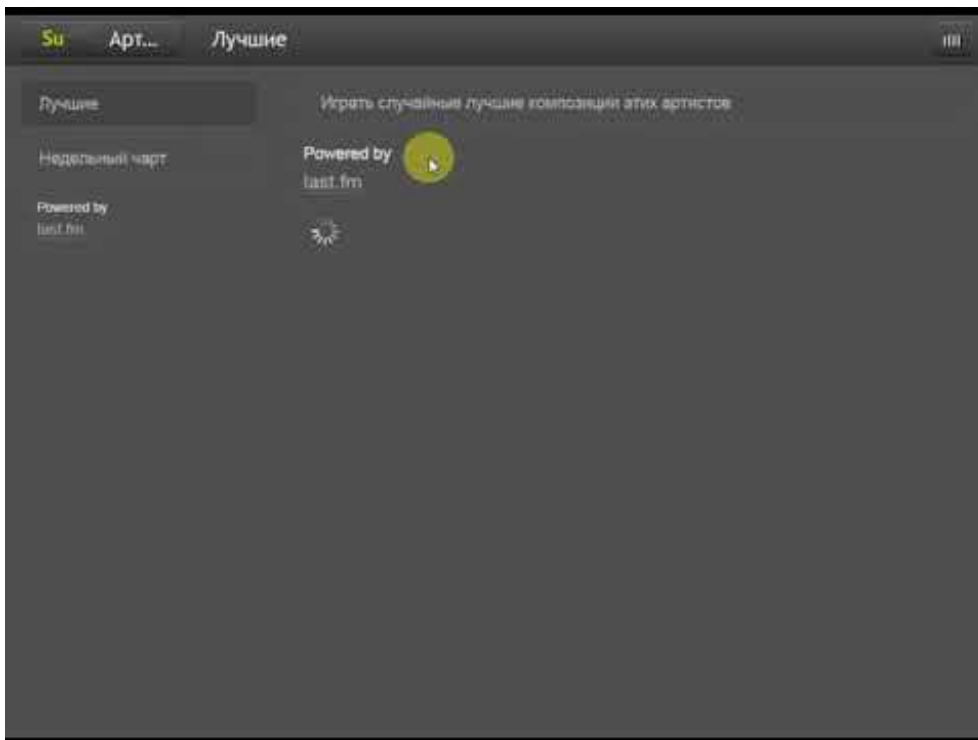 Su Арт... Лучшие
Лучшие
Недельный чарт
Powered by
last.fm
Играть случайные лучшие композиции этих артистов
Powered by
last.fm